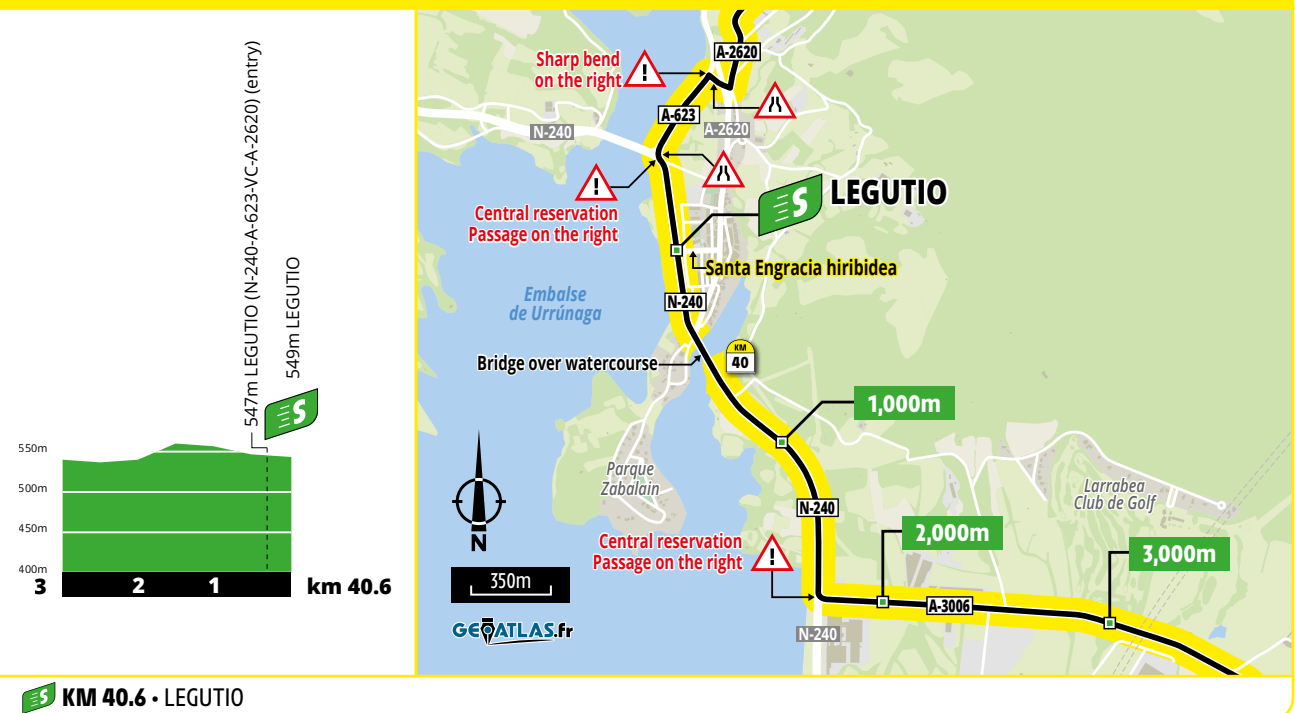 547m LEGUTIO (N-240-A-623-VC-A-2620) (entry)
549m LEGUTIO
S
550m
500m
450m
400m
3 2 1 km 40.6
A-2620
Sharp bend
on the right
!
A-623
A-2620
N-240
!
Central reservation
Passage on the right
S LEGUTIO
Santa Engracia hiribidea
Embalse
de Urrúnaga
N-240
Bridge over watercourse
KM
40
1,000m
Parque
Zabalain
Larrabea
Club de Golf
N-240
2,000m
3,000m
Central reservation
Passage on the right
!
N
350m
A-3006
GEOATLAS.fr
N-240
S KM 40.6 · LEGUTIO